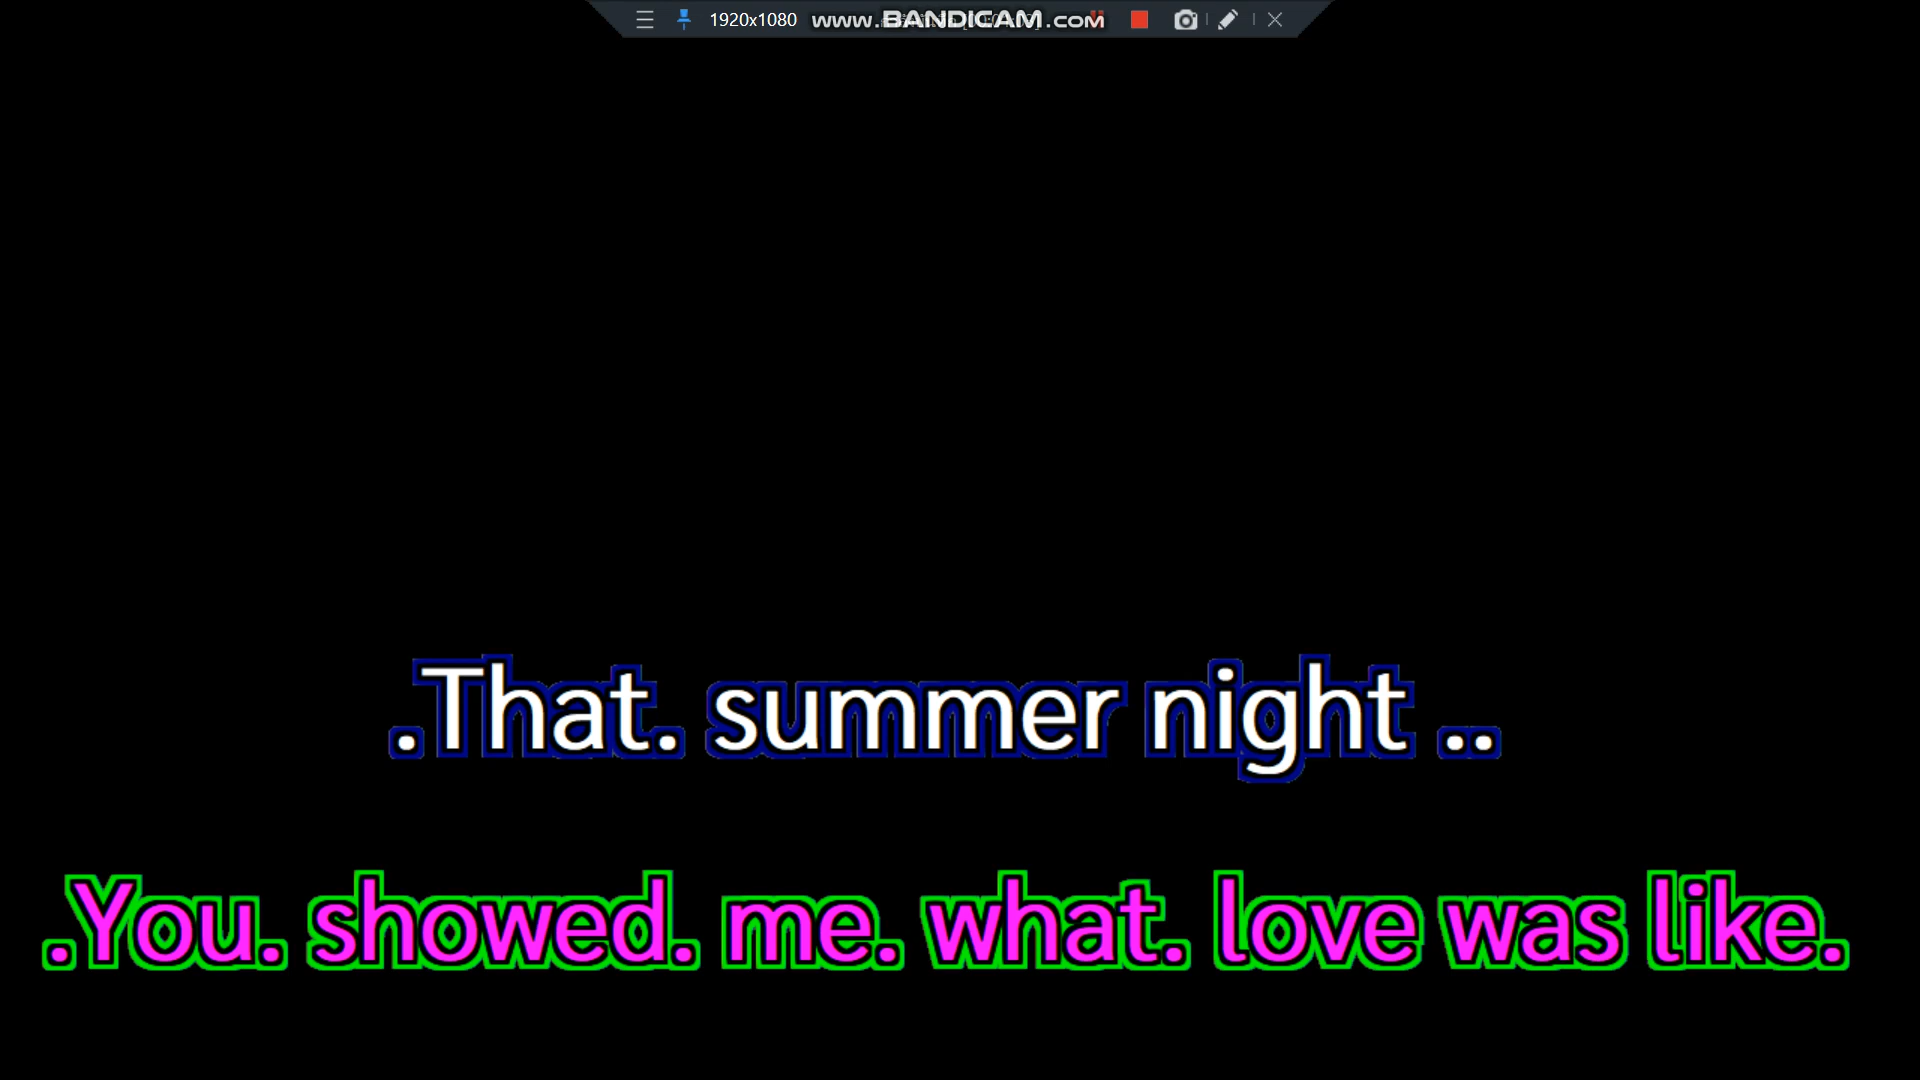 1920x1080 www.BANDICAM.com
.That. summer night ..
.You. showed. me. what. love was like.